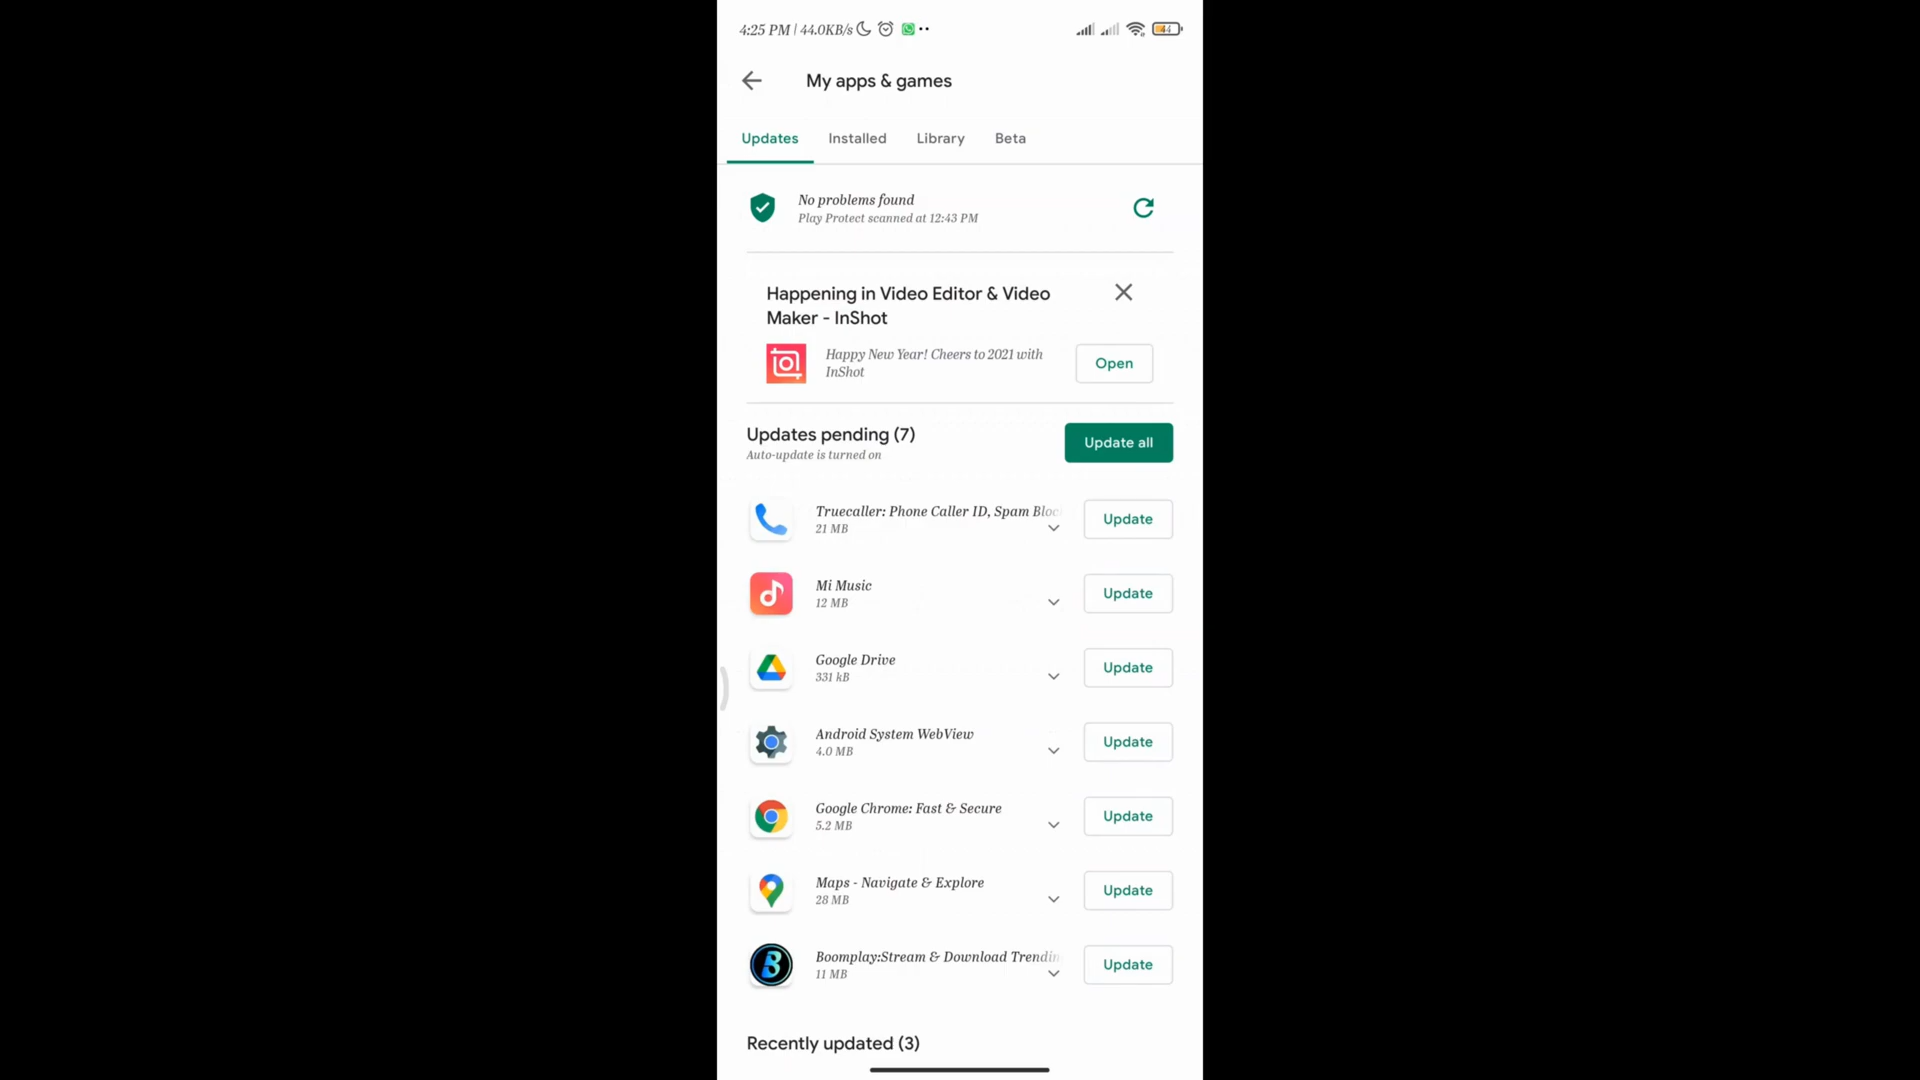 4:25 PM | 44.0KB/s
44
My apps & games
Updates Installed Library Beta
No problems found
Play Protect scanned at 12:43 PM
Happening in Video Editor & Video
Maker - InShot
Happy New Year! Cheers to 2021 with
InShot
Open
Updates pending (7)
Auto-update is turned on
Update all
Truecaller: Phone Caller ID, Spam Bloc
21 MB
Update
Mi Music
12 MB
Update
Google Drive
331 kB
Update
Android System WebView
4.0 MB
Update
Google Chrome: Fast & Secure
5.2 MB
Update
Maps - Navigate & Explore
28 MB
Update
Boomplay:Stream & Download Trendin
11 MB
Update
Recently updated (3)